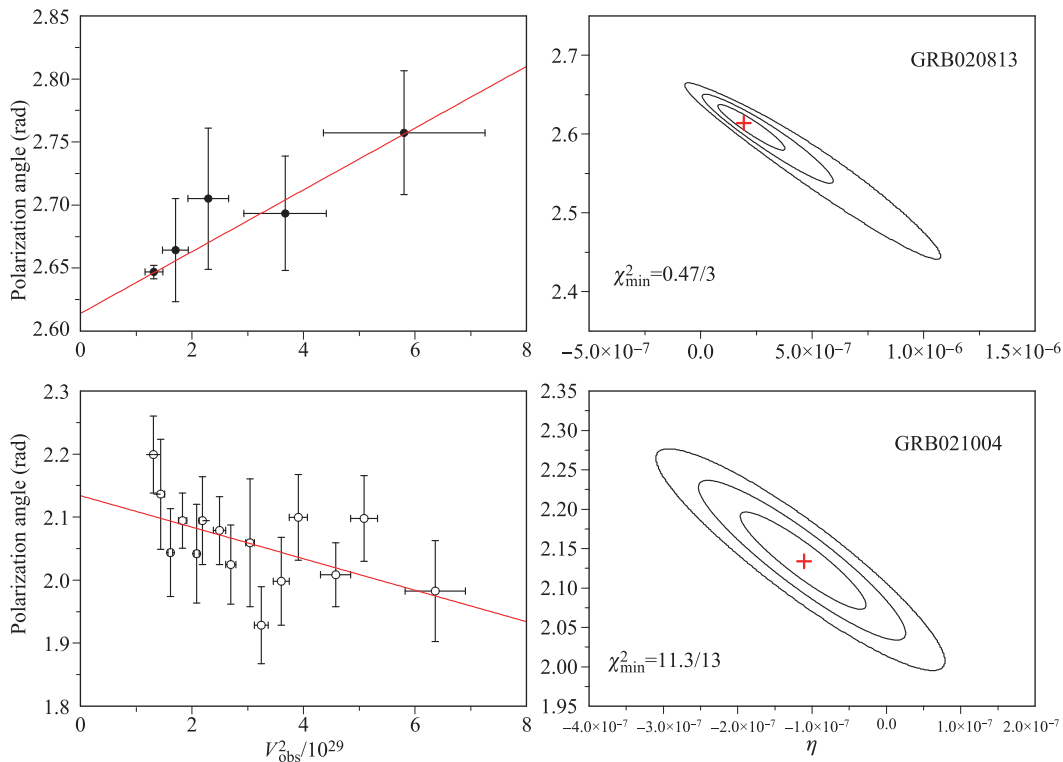 Polarization angle (rad)
2.85
2.80
2.75
2.70
2.65
2.60
0 2 4 6 8
GRB020813
2.7
2.6
2.5
2.4
χ²min=0.47/3
−5.0×10⁻⁷ 0.0 5.0×10⁻⁷ 1.0×10⁻⁶ 1.5×10⁻⁶
Polarization angle (rad)
2.3
2.2
2.1
2.0
1.9
1.8
0 2 4 6 8
V²obs/10²⁹
GRB021004
2.35
2.30
2.25
2.20
2.15
2.10
2.05
2.00
1.95
χ²min=11.3/13
−4.0×10⁻⁷ −3.0×10⁻⁷ −2.0×10⁻⁷ −1.0×10⁻⁷ 0.0 1.0×10⁻⁷ 2.0×10⁻⁷
η